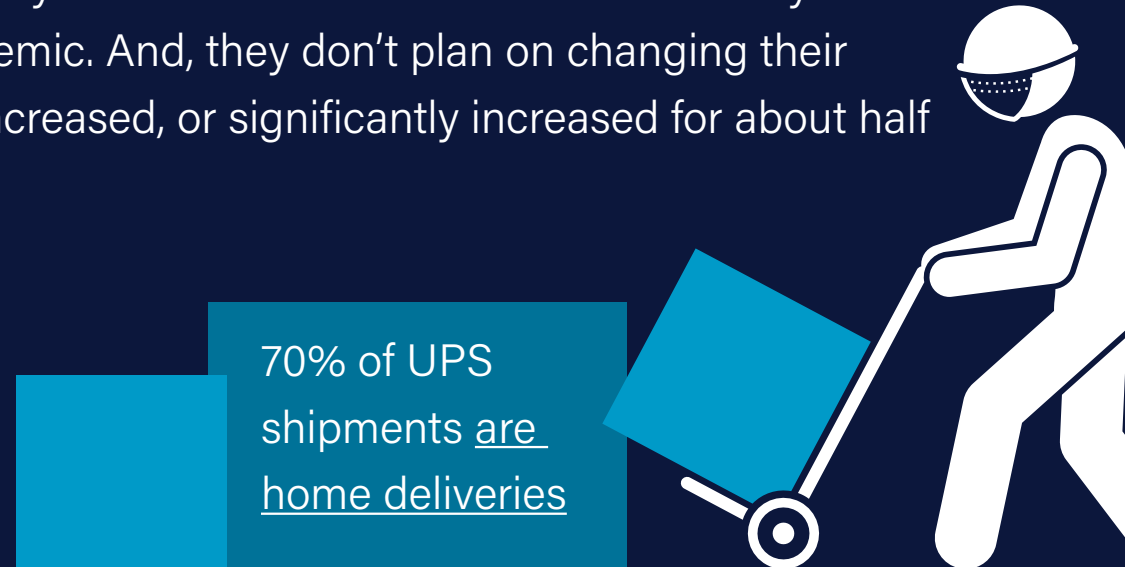 emic. And, they don’t plan on changing their
creased, or significantly increased for about half
70% of UPS
shipments are
home deliveries